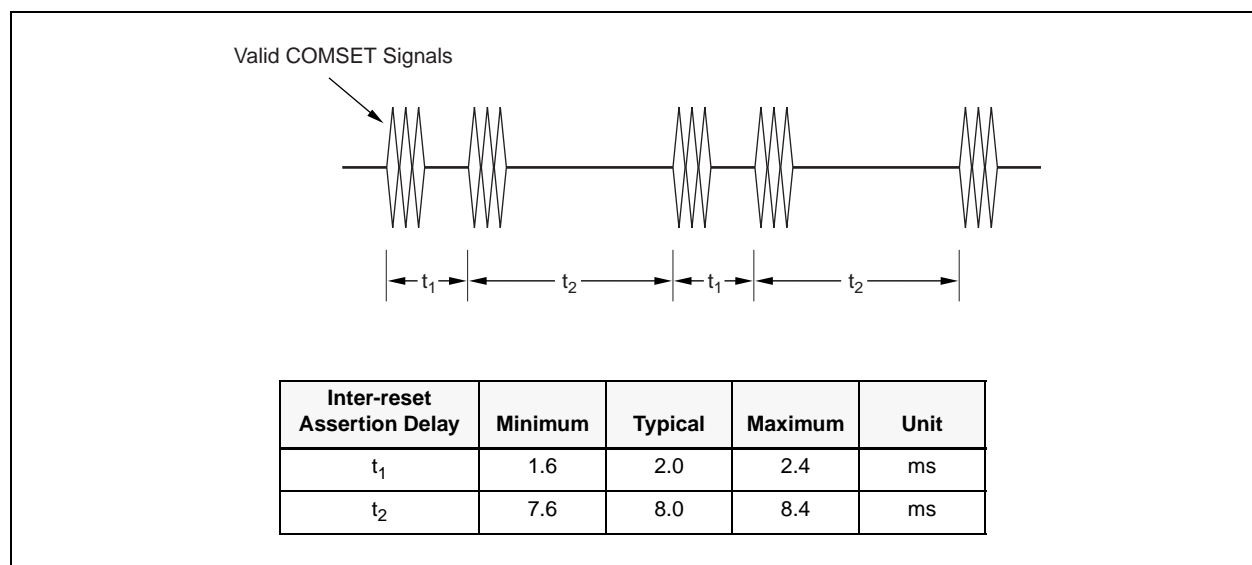 Valid COMSET Signals
t1 t2 t1 t2
Inter-reset Assertion Delay Minimum Typical Maximum Unit
t1 1.6 2.0 2.4 ms
t2 7.6 8.0 8.4 ms